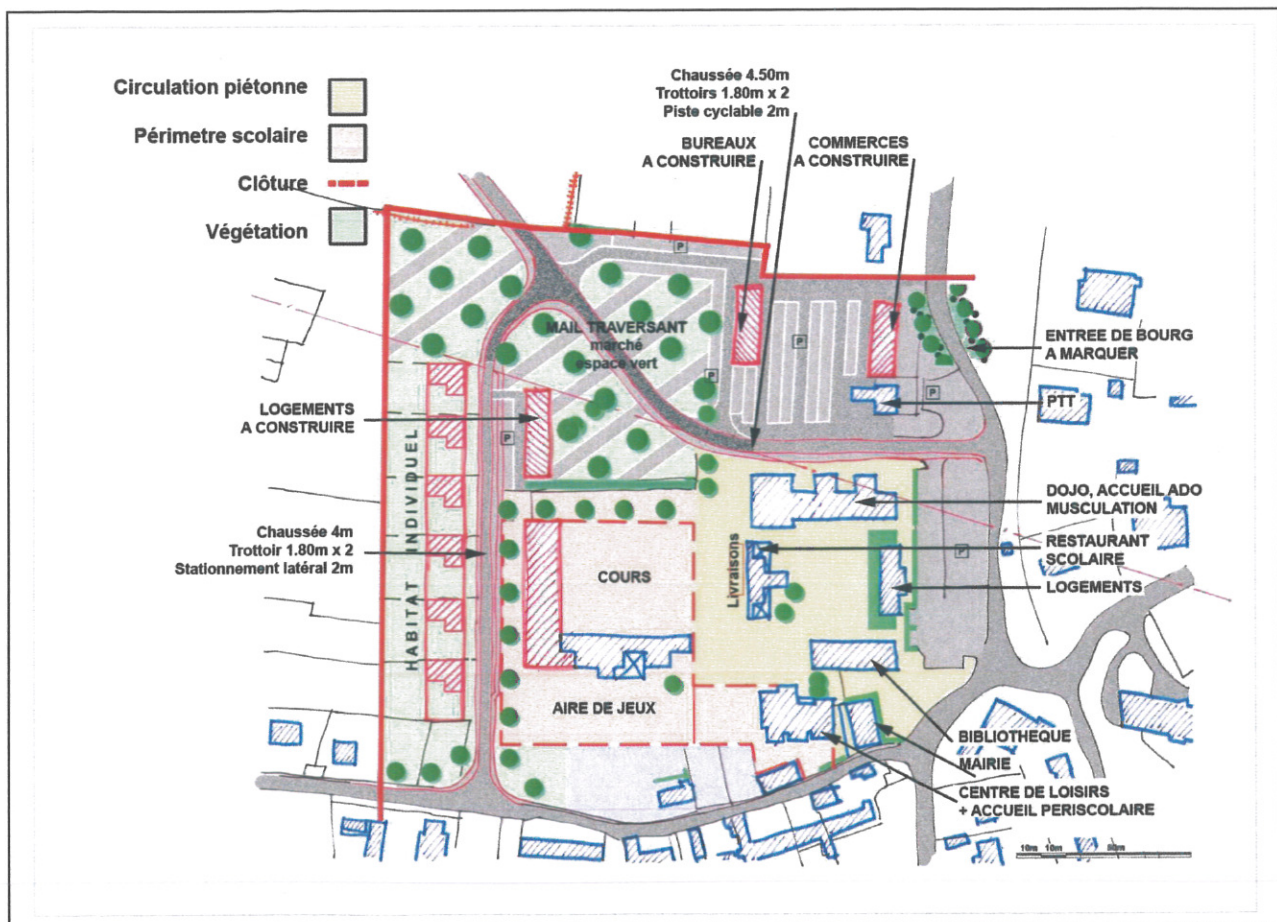 Circulation piétonne
Périmetre scolaire
Clôture
Végétation
Chaussée 4.50m
Trottoirs 1.80m x 2
Piste cyclable 2m
BUREAUX
A CONSTRUIRE
COMMERCES
A CONSTRUIRE
P
MAIL TRAVERSANT
marché
espace vert
P
P
ENTREE DE BOURG
A MARQUER
P
PTT
LOGEMENTS
A CONSTRUIRE
P
HABITAT INDIVIDUEL
Chaussée 4m
Trottoir 1.80m x 2
Stationnement latéral 2m
COURS
Livraisons
DOJO, ACCUEIL ADO
MUSCULATION
RESTAURANT
SCOLAIRE
P
LOGEMENTS
AIRE DE JEUX
BIBLIOTHEQUE
MAIRIE
CENTRE DE LOISIRS
+ ACCUEIL PERISCOLAIRE
10m 10m 50m